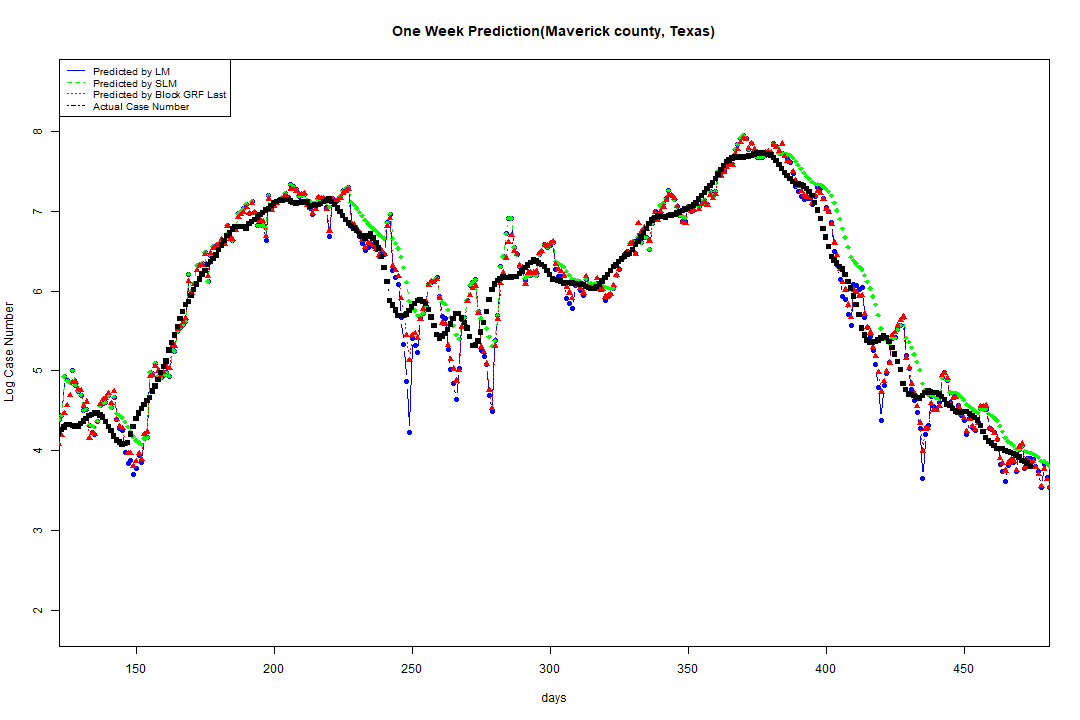 One Week Prediction(Maverick county, Texas)
Predicted by LM
Predicted by SLM
Predicted by Block GRF Last
Actual Case Number
Log Case Number
8
7
6
5
4
3
2
150 200 250 300 350 400 450
days